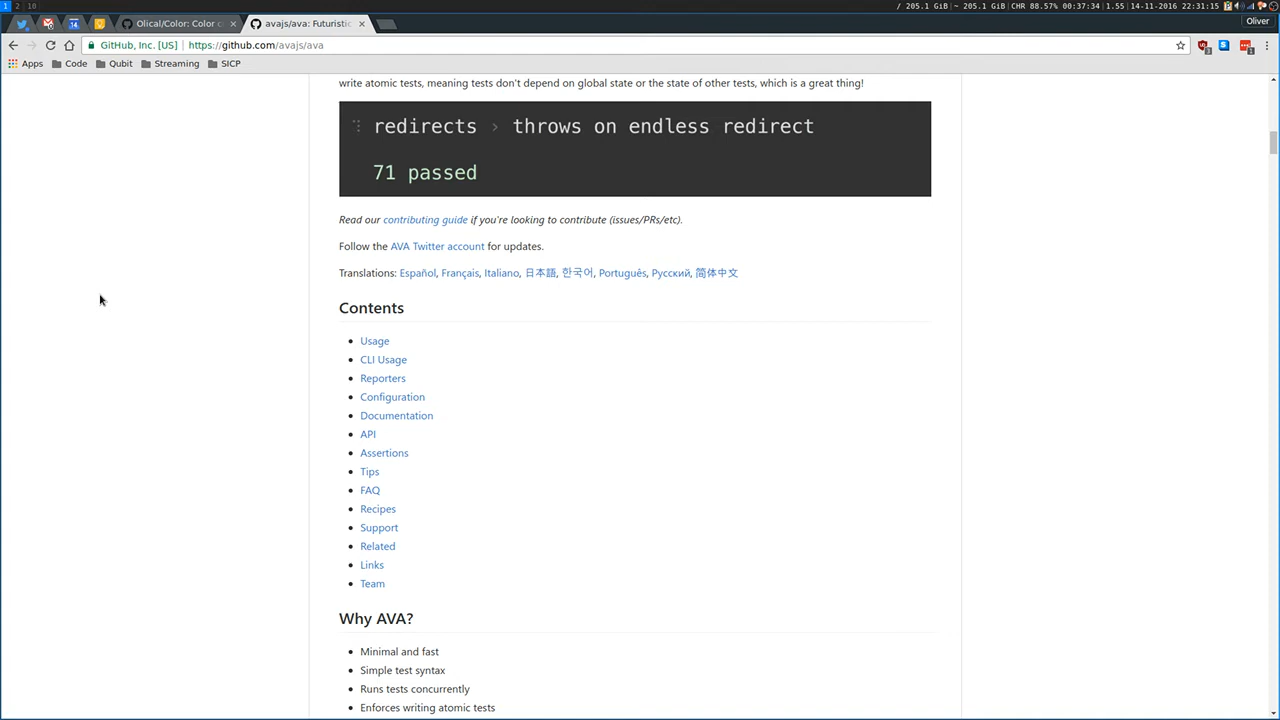 1 2 10
/ 205.1 GiB|~ 205.1 GiB|CHR 88.57% 00:37:34|1.55|14-11-2016 22:31:15
Olical/Color: Color c
avajs/ava: Futuristic
Oliver
GitHub, Inc. [US] https://github.com/avajs/ava
Apps Code Qubit Streaming SICP
write atomic tests, meaning tests don't depend on global state or the state of other tests, which is a great thing!
redirects › throws on endless redirect
71 passed
Read our contributing guide if you're looking to contribute (issues/PRs/etc).
Follow the AVA Twitter account for updates.
Translations: Español, Français, Italiano, 日本語, 한국어, Português, Русский, 简体中文
Contents
Usage
CLI Usage
Reporters
Configuration
Documentation
API
Assertions
Tips
FAQ
Recipes
Support
Related
Links
Team
Why AVA?
Minimal and fast
Simple test syntax
Runs tests concurrently
Enforces writing atomic tests